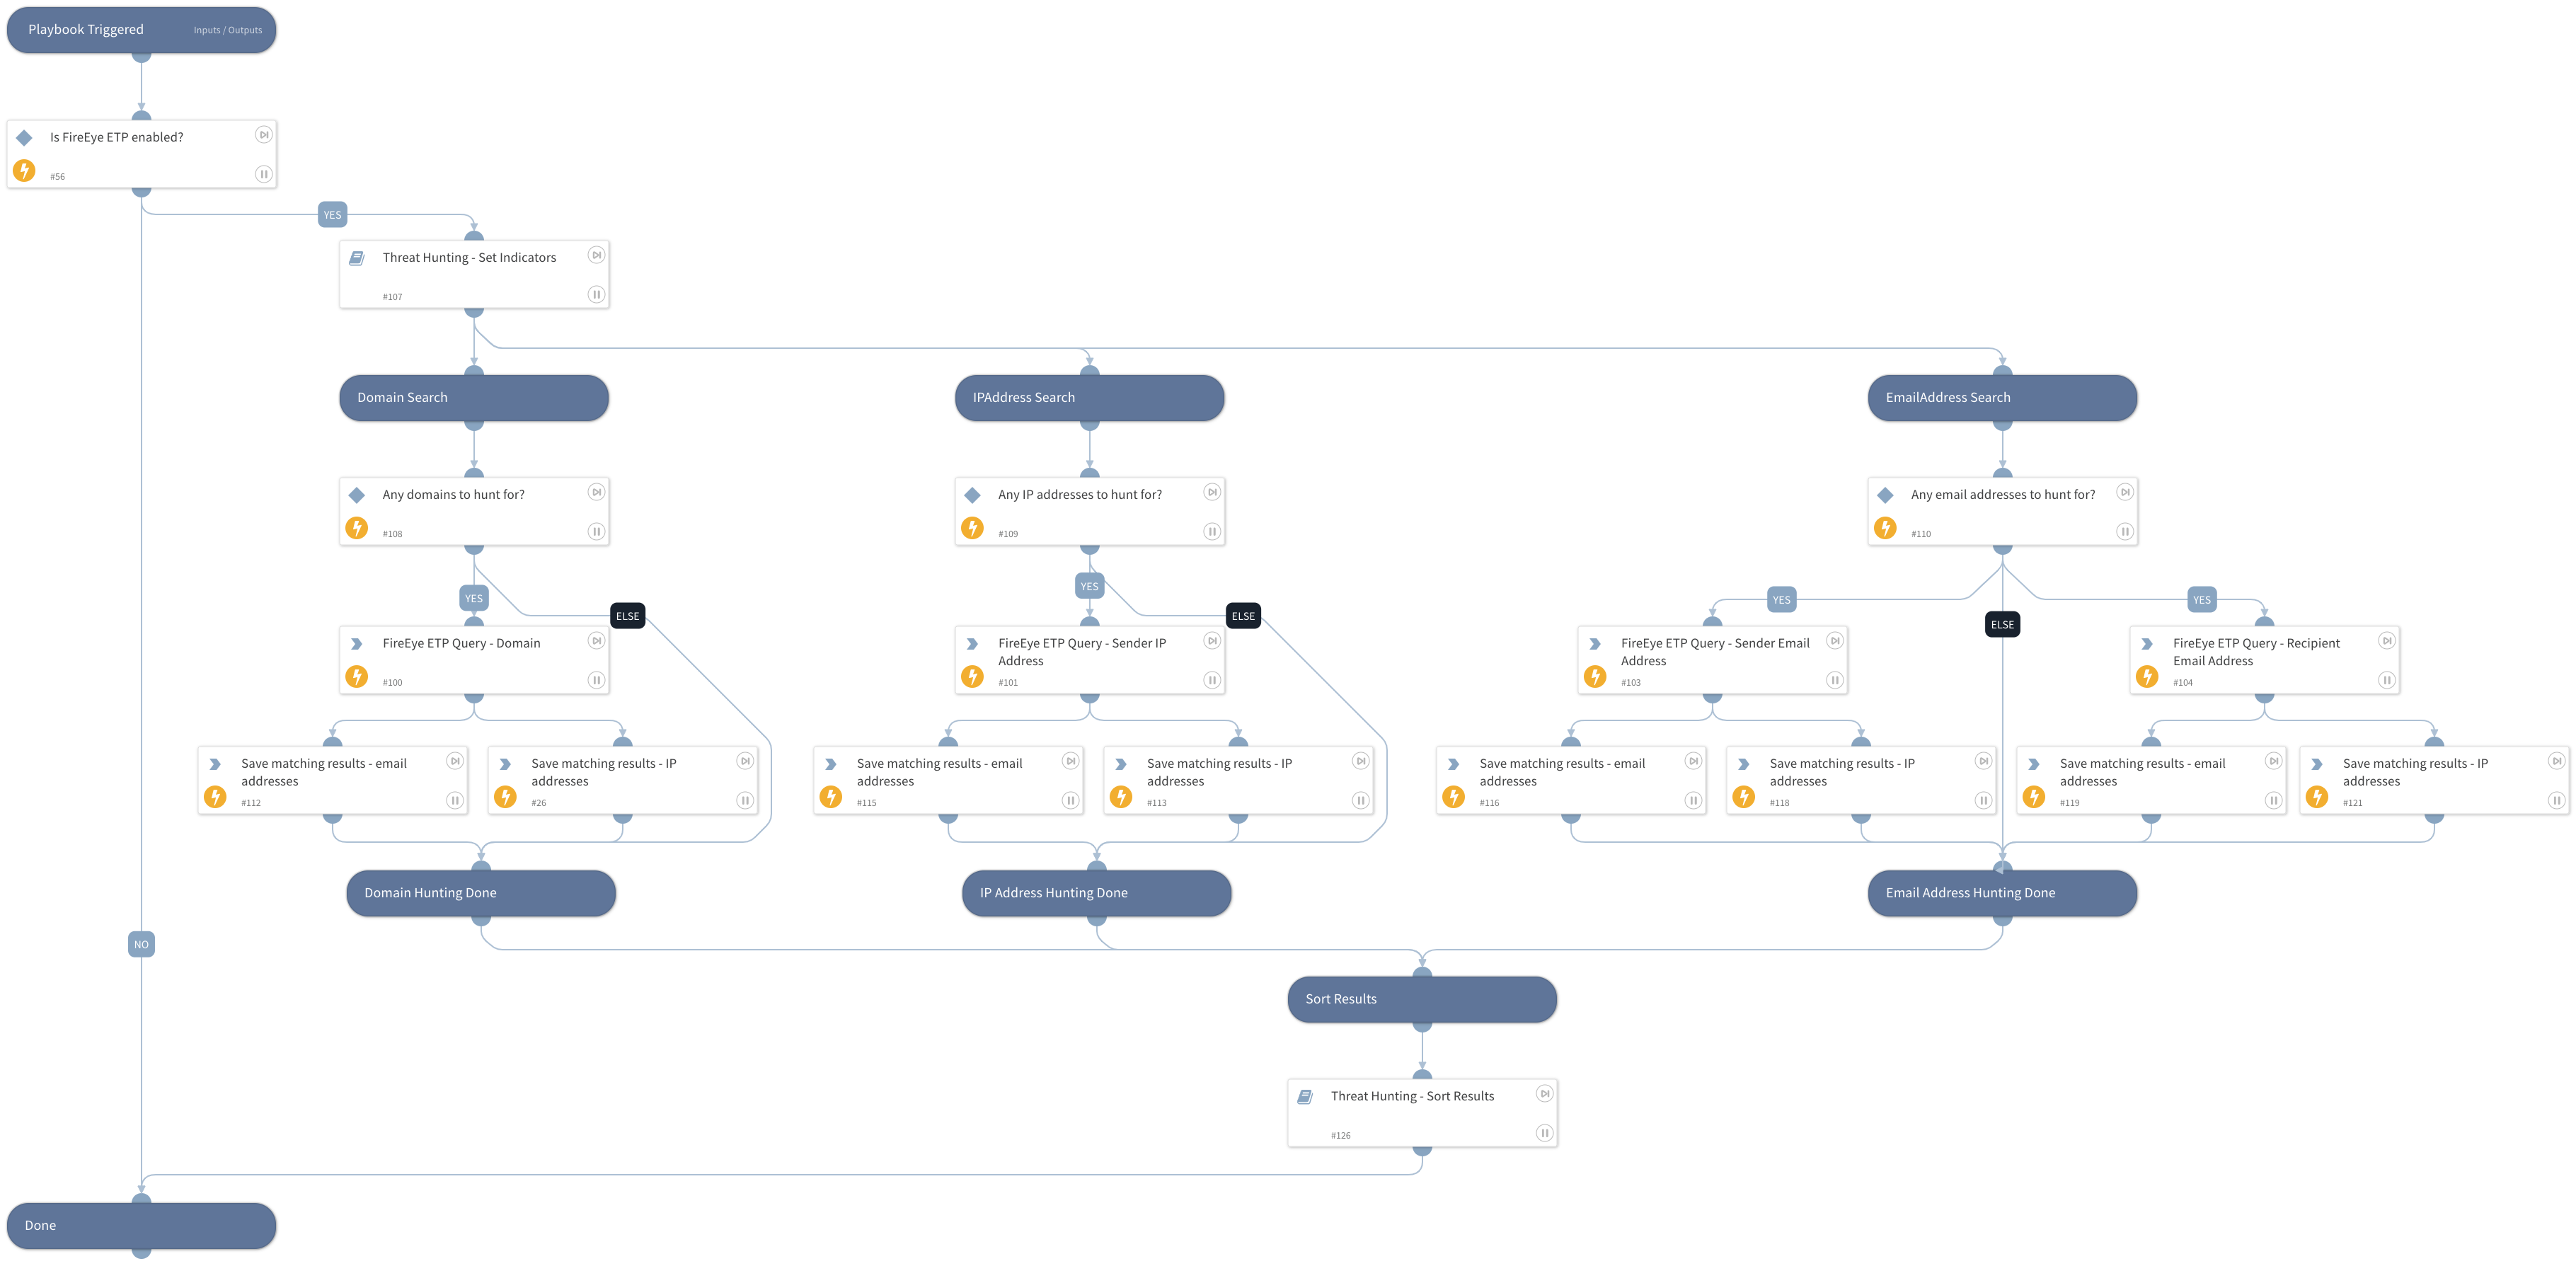 Playbook Triggered
Inputs / Outputs
Is FireEye ETP enabled?
#56
YES
Threat Hunting - Set Indicators
#107
Domain Search
IPAddress Search
EmailAddress Search
Any domains to hunt for?
#108
Any IP addresses to hunt for?
#109
Any email addresses to hunt for?
#110
YES
ELSE
YES
ELSE
YES
ELSE
YES
FireEye ETP Query - Domain
#100
FireEye ETP Query - Sender IP
Address
#101
FireEye ETP Query - Sender Email
Address
#103
FireEye ETP Query - Recipient
Email Address
#104
Save matching results - email
addresses
#112
Save matching results - IP
addresses
#26
Save matching results - email
addresses
#115
Save matching results - IP
addresses
#113
Save matching results - email
addresses
#116
Save matching results - IP
addresses
#118
Save matching results - email
addresses
#119
Save matching results - IP
addresses
#121
Domain Hunting Done
IP Address Hunting Done
Email Address Hunting Done
NO
Sort Results
Threat Hunting - Sort Results
#126
Done